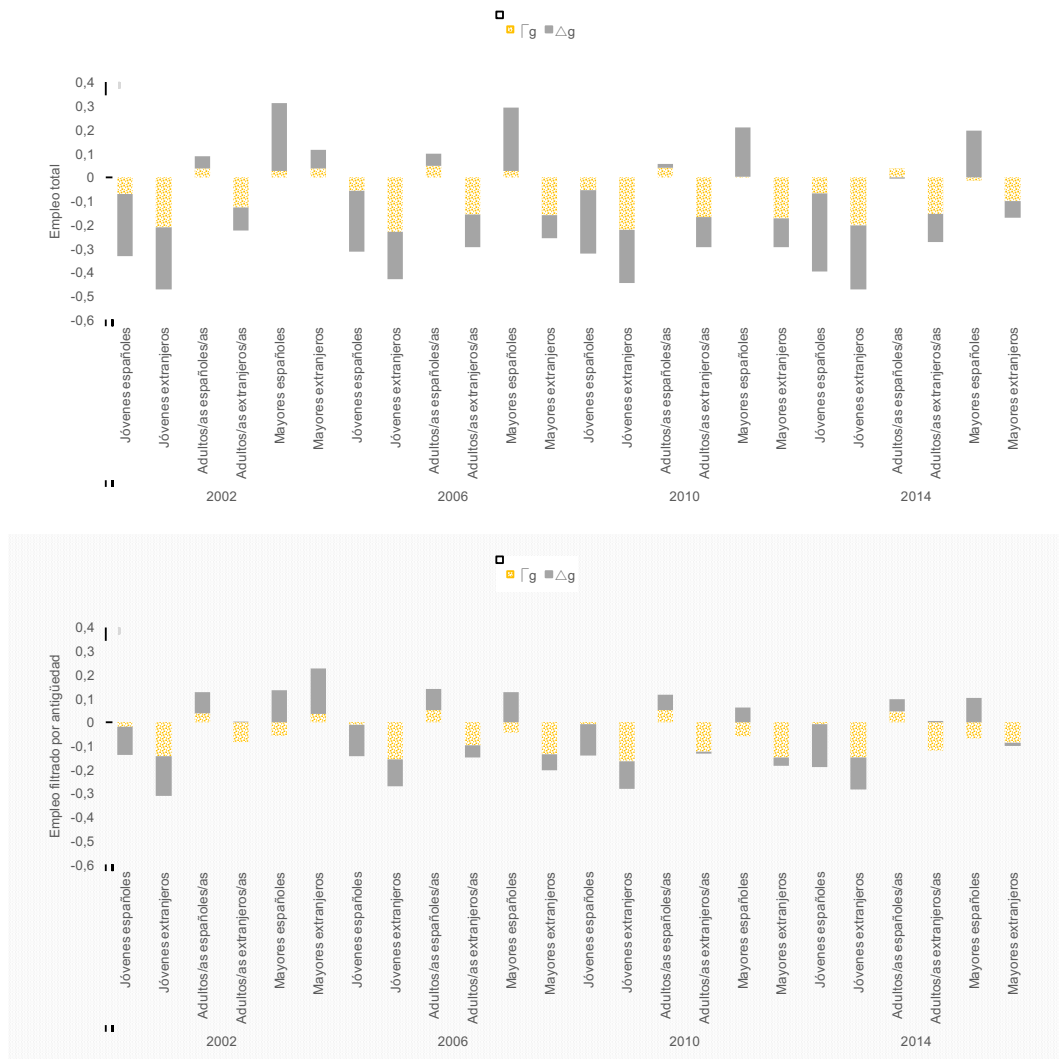 Γg △g
0,4
0,3
0,2
0,1
0
-0,1
-0,2
-0,3
-0,4
-0,5
-0,6
Empleo total
Jóvenes españoles
Jóvenes extranjeros
Adultos/as españoles/as
Adultos/as extranjeros/as
Mayores españoles
Mayores extranjeros
Jóvenes españoles
Jóvenes extranjeros
Adultos/as españoles/as
Adultos/as extranjeros/as
Mayores españoles
Mayores extranjeros
Jóvenes españoles
Jóvenes extranjeros
Adultos/as españoles/as
Adultos/as extranjeros/as
Mayores españoles
Mayores extranjeros
Jóvenes españoles
Jóvenes extranjeros
Adultos/as españoles/as
Adultos/as extranjeros/as
Mayores españoles
Mayores extranjeros
2002 2006 2010 2014
Γg △g
0,4
0,3
0,2
0,1
0
-0,1
-0,2
-0,3
-0,4
-0,5
-0,6
Empleo filtrado por antigüedad
Jóvenes españoles
Jóvenes extranjeros
Adultos/as españoles/as
Adultos/as extranjeros/as
Mayores españoles
Mayores extranjeros
Jóvenes españoles
Jóvenes extranjeros
Adultos/as españoles/as
Adultos/as extranjeros/as
Mayores españoles
Mayores extranjeros
Jóvenes españoles
Jóvenes extranjeros
Adultos/as españoles/as
Adultos/as extranjeros/as
Mayores españoles
Mayores extranjeros
Jóvenes españoles
Jóvenes extranjeros
Adultos/as españoles/as
Adultos/as extranjeros/as
Mayores españoles
Mayores extranjeros
2002 2006 2010 2014